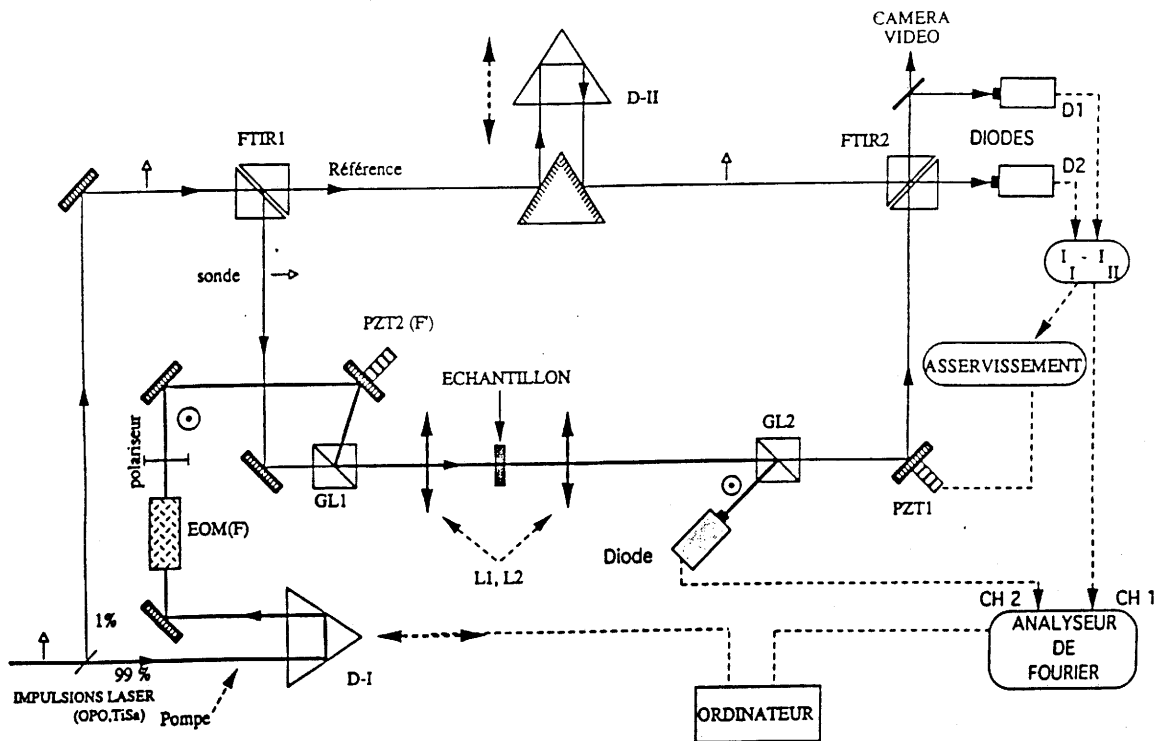 CAMERA
VIDEO
D-II
D1
FTIR1
FTIR2
DIODES
Référence
D2
I - I
I II
sonde
PZT2 (F')
ASSERVISSEMENT
ECHANTILLON
polariseur
GL2
GL1
PZT1
EOM(F)
Diode
L1, L2
CH 2
CH 1
1%
ANALYSEUR
DE
FOURIER
99 %
D-I
IMPULSIONS LASER
(OPO,TiSa)
Pompe
ORDINATEUR